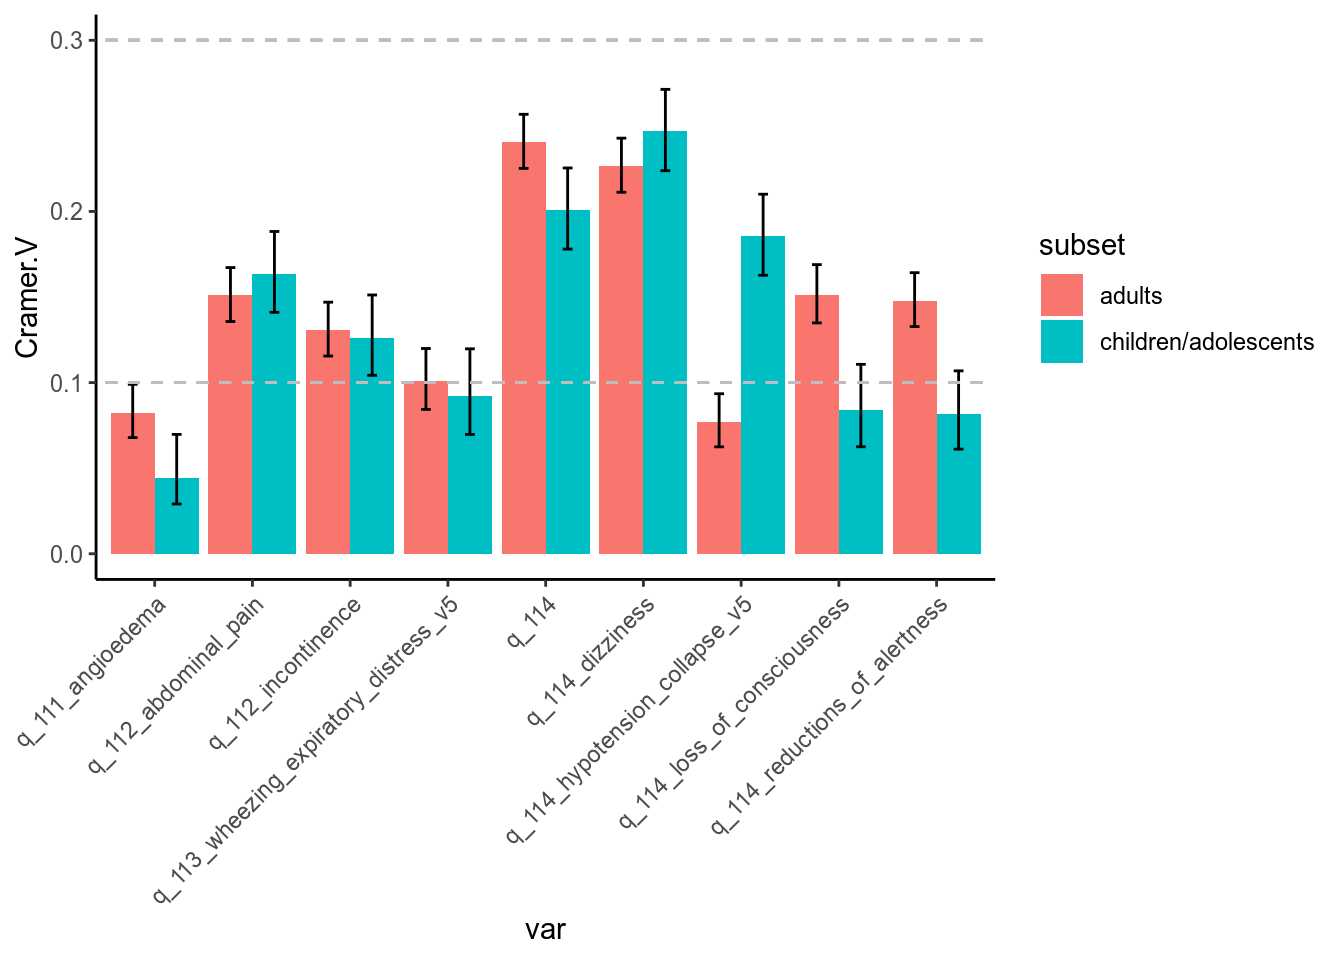 0.3
0.2
0.1
0.0
Cramer.V
q_111_angioedema
q_112_abdominal_pain
q_112_incontinence
q_113_wheezing_expiratory_distress_v5
q_114
q_114_dizziness
q_114_hypotension_collapse_v5
q_114_loss_of_consciousness
q_114_reductions_of_alertness
var
subset
adults
children/adolescents